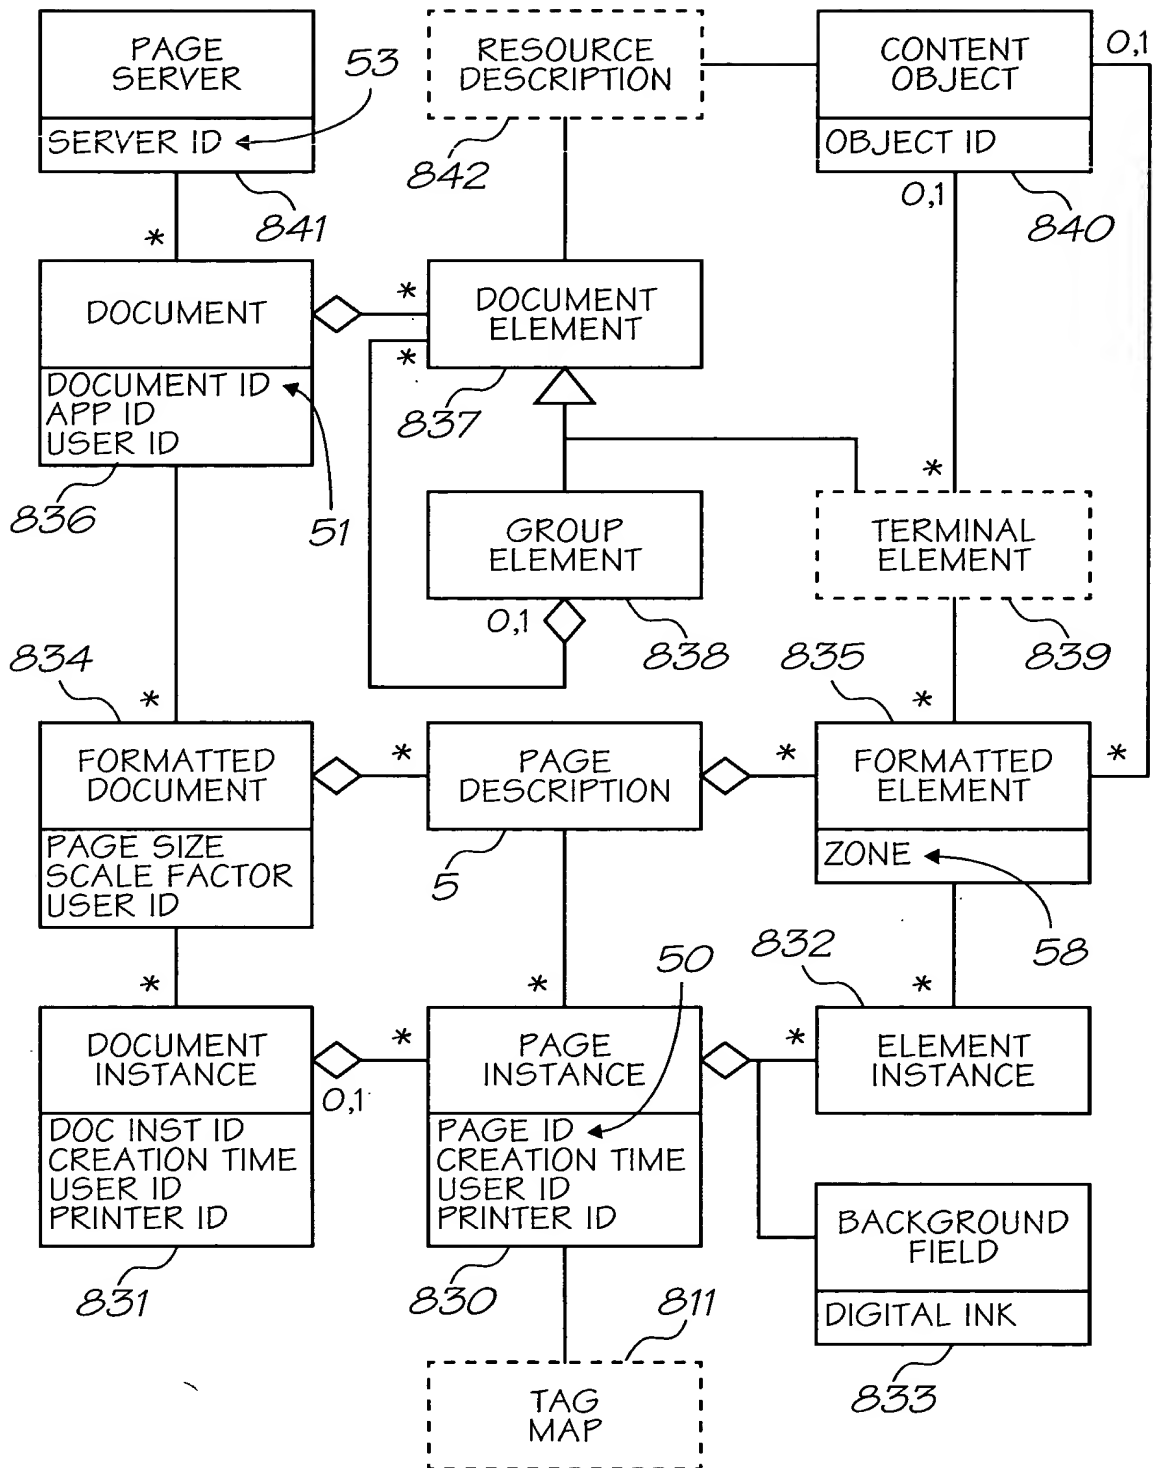 PAGE
SERVER
SERVER ID
53
841
*
RESOURCE
DESCRIPTION
842
CONTENT
OBJECT
OBJECT ID
0,1
0,1
840
DOCUMENT
DOCUMENT ID
APP ID
USER ID
836
51
*
*
DOCUMENT
ELEMENT
837
GROUP
ELEMENT
0,1
838
*
TERMINAL
ELEMENT
839
834
*
FORMATTED
DOCUMENT
PAGE SIZE
SCALE FACTOR
USER ID
*
PAGE
DESCRIPTION
5
835
*
*
*
FORMATTED
ELEMENT
ZONE
58
*
DOCUMENT
INSTANCE
DOC INST ID
CREATION TIME
USER ID
PRINTER ID
831
0,1
*
*
50
PAGE
INSTANCE
PAGE ID
CREATION TIME
USER ID
PRINTER ID
830
832
*
*
ELEMENT
INSTANCE
BACKGROUND
FIELD
DIGITAL INK
833
811
TAG
MAP